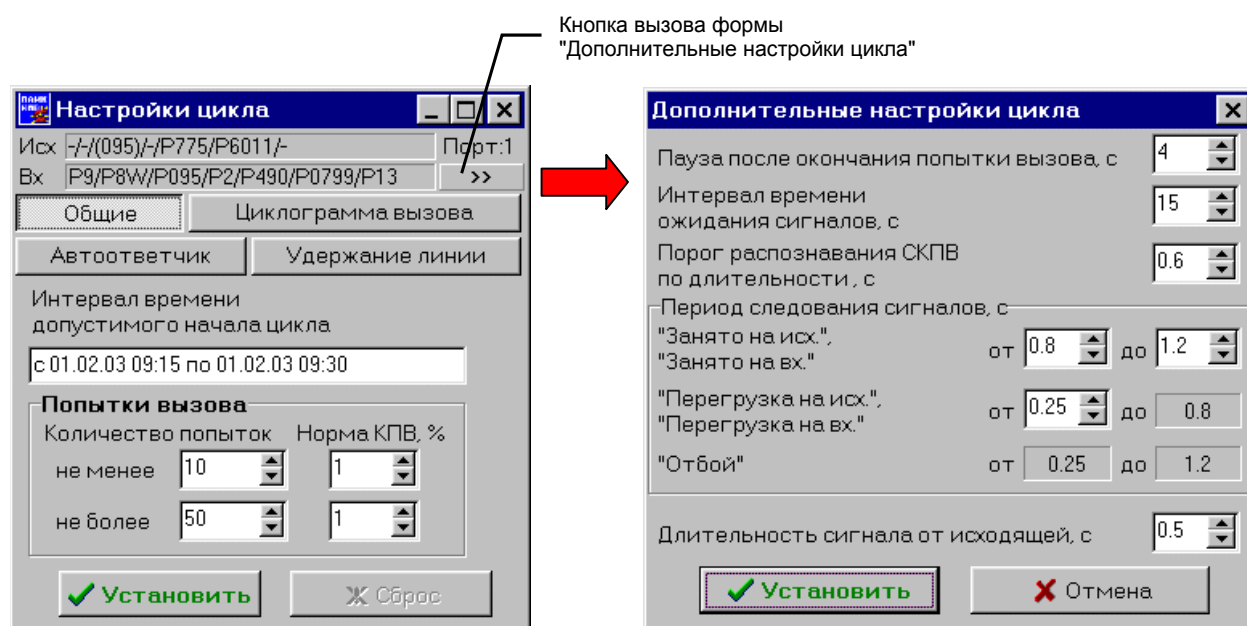 Кнопка вызова формы
"Дополнительные настройки цикла"
Настройки цикла
Исх -/-/(095)/-/P775/P6011/- Порт:1
Вх P9/P8W/P095/P2/P490/P0799/P13 >>
Общие Циклограмма вызова
Автоответчик Удержание линии
Интервал времени
допустимого начала цикла
с 01.02.03 09:15 по 01.02.03 09:30
Попытки вызова
Количество попыток Норма КПВ, %
не менее 10 1
не более 50 1
Установить Сброс
Дополнительные настройки цикла
Пауза после окончания попытки вызова, с 4
Интервал времени
ожидания сигналов, с 15
Порог распознавания СКПВ
по длительности , с 0.6
Период следования сигналов, с
"Занято на исх.",
"Занято на вх." от 0.8 до 1.2
"Перегрузка на исх.",
"Перегрузка на вх." от 0.25 до 0.8
"Отбой" от 0.25 до 1.2
Длительность сигнала от исходящей, с 0.5
Установить Отмена